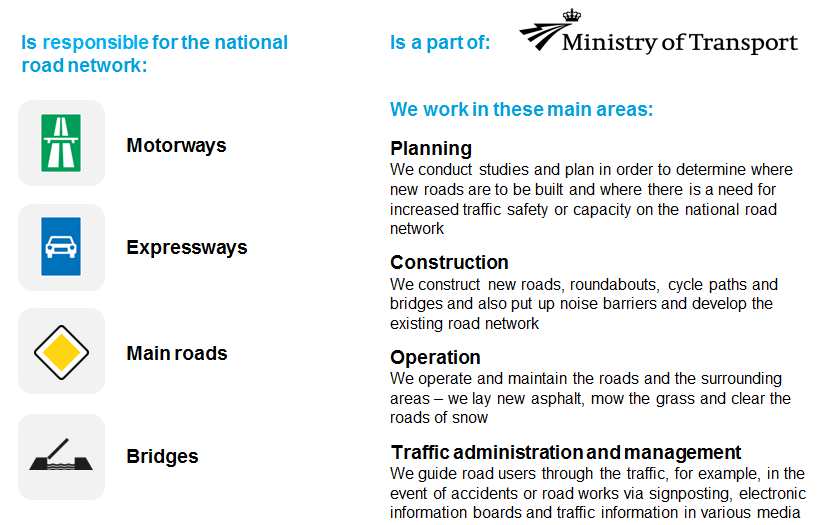 Is responsible for the national
road network:
Motorways
Expressways
Main roads
Bridges
Is a part of:
Ministry of Transport
We work in these main areas:
Planning
We conduct studies and plan in order to determine where
new roads are to be built and where there is a need for
increased traffic safety or capacity on the national road
network
Construction
We construct new roads, roundabouts, cycle paths and
bridges and also put up noise barriers and develop the
existing road network
Operation
We operate and maintain the roads and the surrounding
areas – we lay new asphalt, mow the grass and clear the
roads of snow
Traffic administration and management
We guide road users through the traffic, for example, in the
event of accidents or road works via signposting, electronic
information boards and traffic information in various media